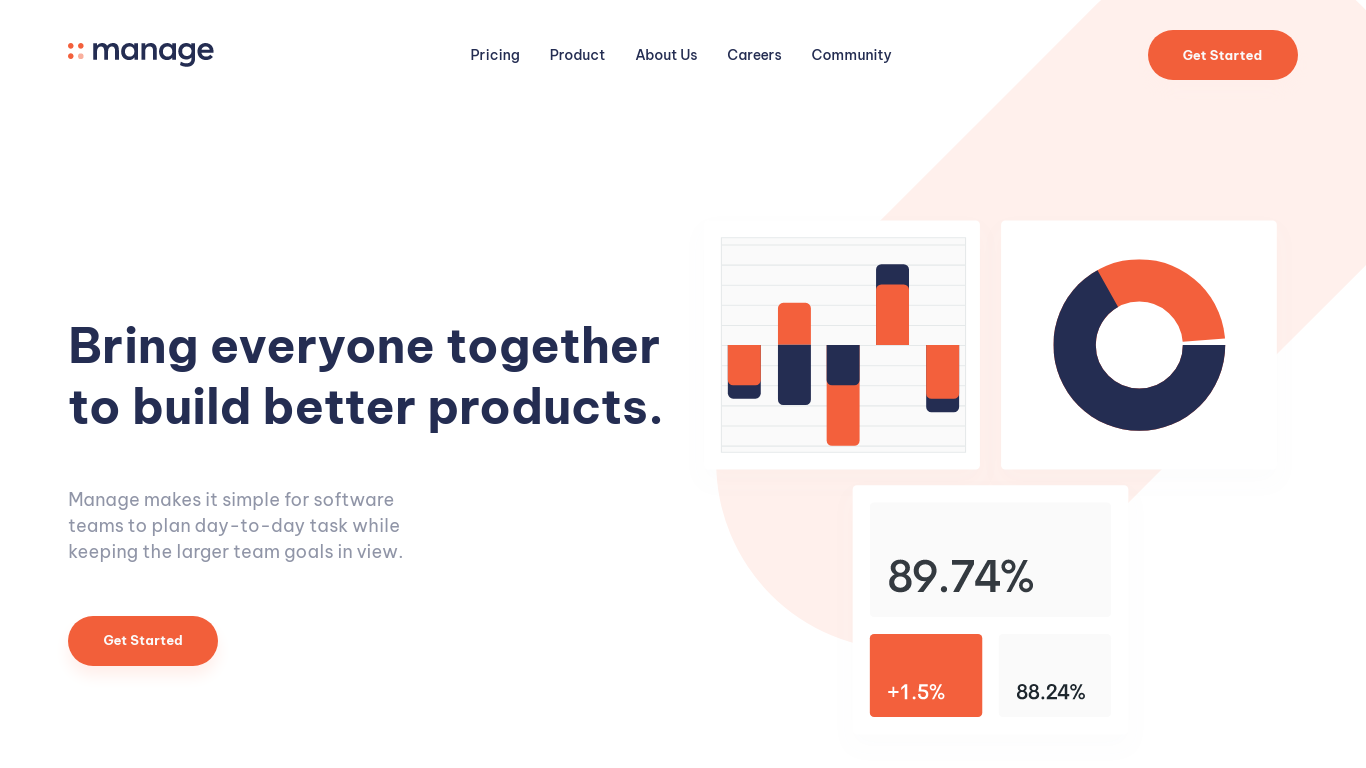 manage
Pricing
Product
About Us
Careers
Community
Get Started
Bring everyone together
to build better products.
Manage makes it simple for software
teams to plan day-to-day task while
keeping the larger team goals in view.
Get Started
89.74%
+1.5%
88.24%